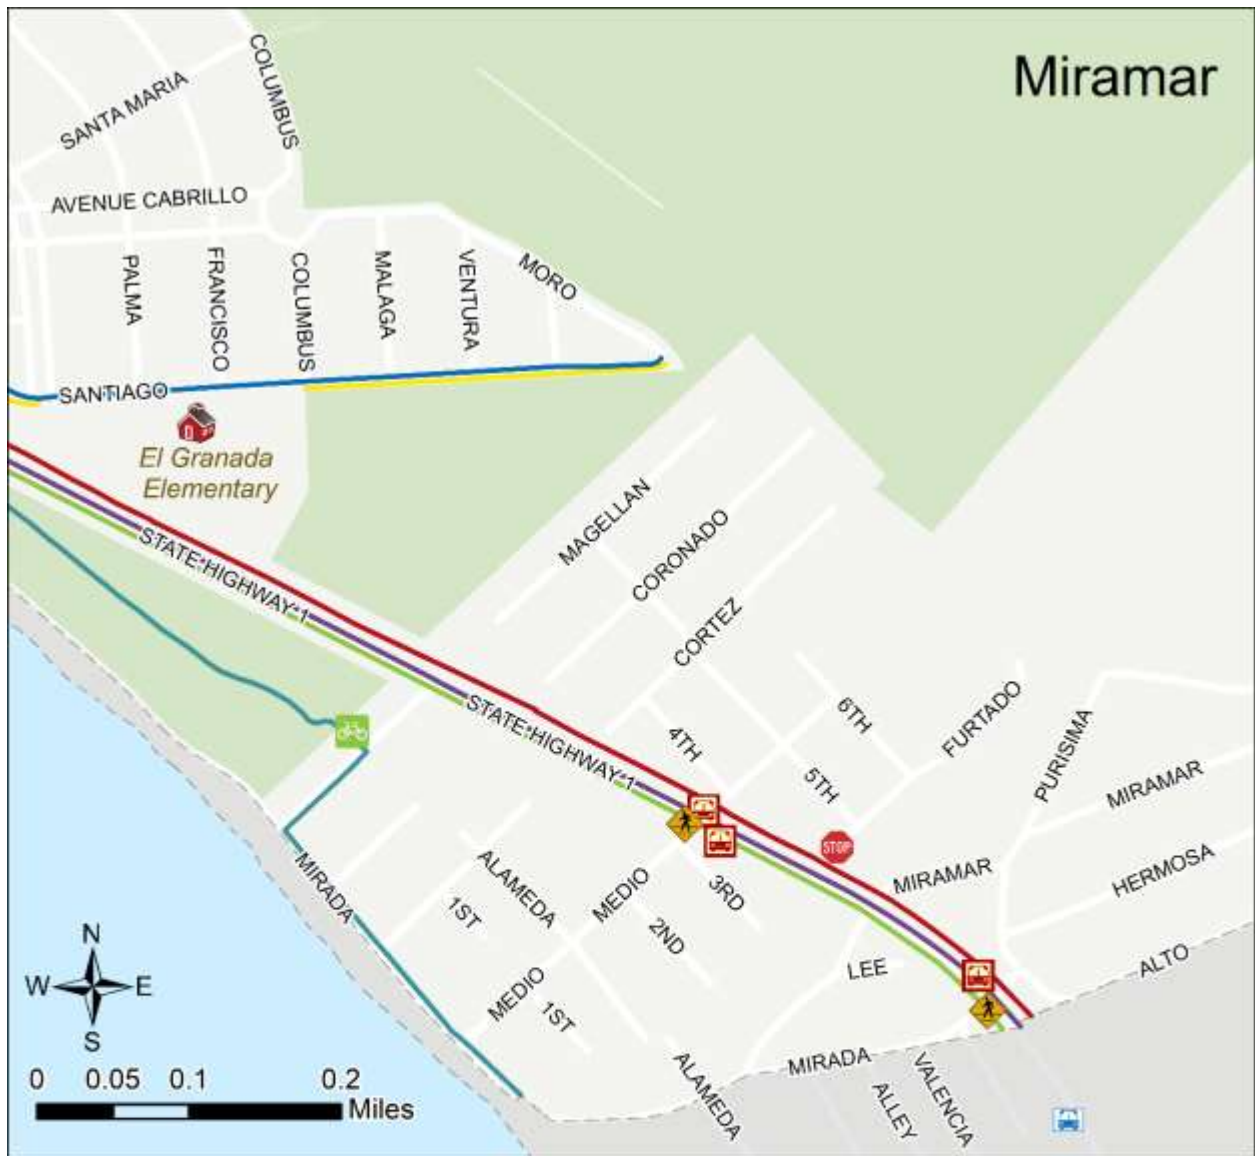 Miramar
COLUMBUS
SANTA MARIA
AVENUE CABRILLO
PALMA
FRANCISCO
COLUMBUS
MALAGA
VENTURA
MORO
SANTIAGO
El Granada
Elementary
STATE HIGHWAY 1
MAGELLAN
CORONADO
CORTEZ
STATE HIGHWAY 1
4TH
5TH
6TH
FURTADO
PURISIMA
MIRAMAR
STOP
MIRAMAR
HERMOSA
MIRADA
ALAMEDA
1ST
MEDIO
2ND
3RD
MEDIO
1ST
LEE
ALTO
MIRADA
ALAMEDA
ALLEY
VALENCIA
N
W E
S
0 0.05 0.1 0.2
Miles